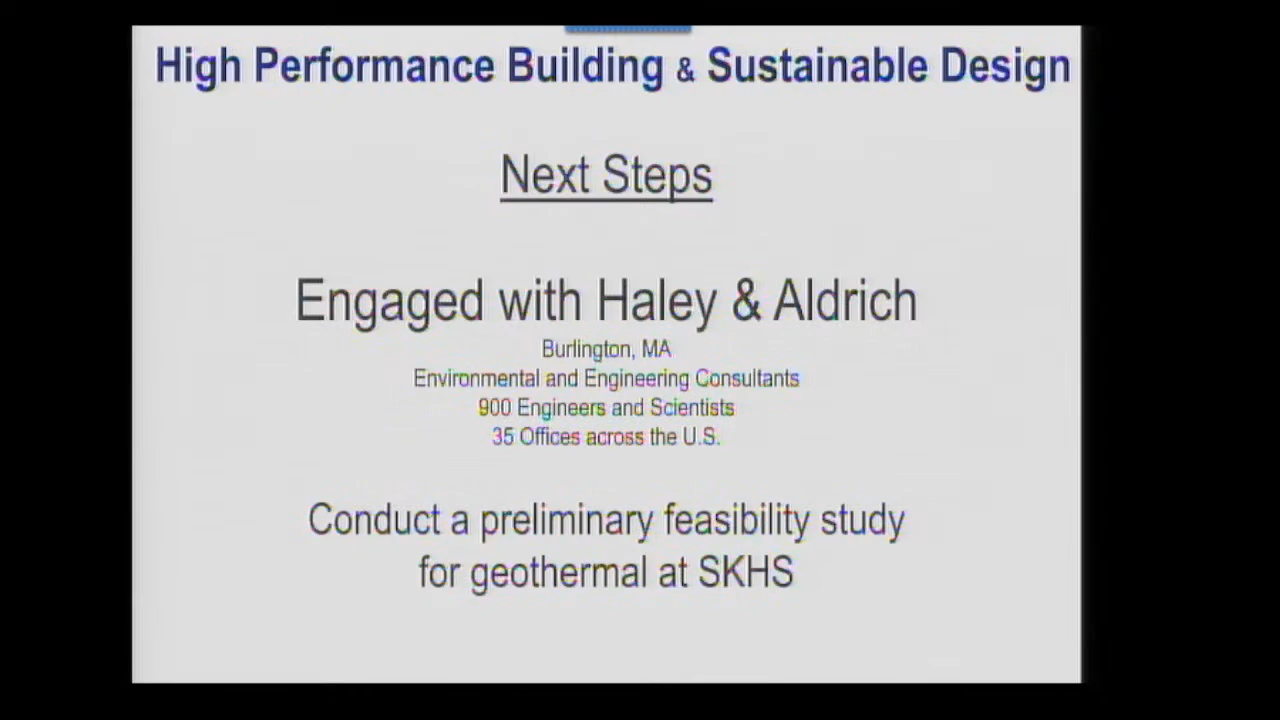 High Performance Building & Sustainable Design
Next Steps
Engaged with Haley & Aldrich
Burlington, MA
Environmental and Engineering Consultants
900 Engineers and Scientists
35 Offices across the U.S.
Conduct a preliminary feasibility study
for geothermal at SKHS